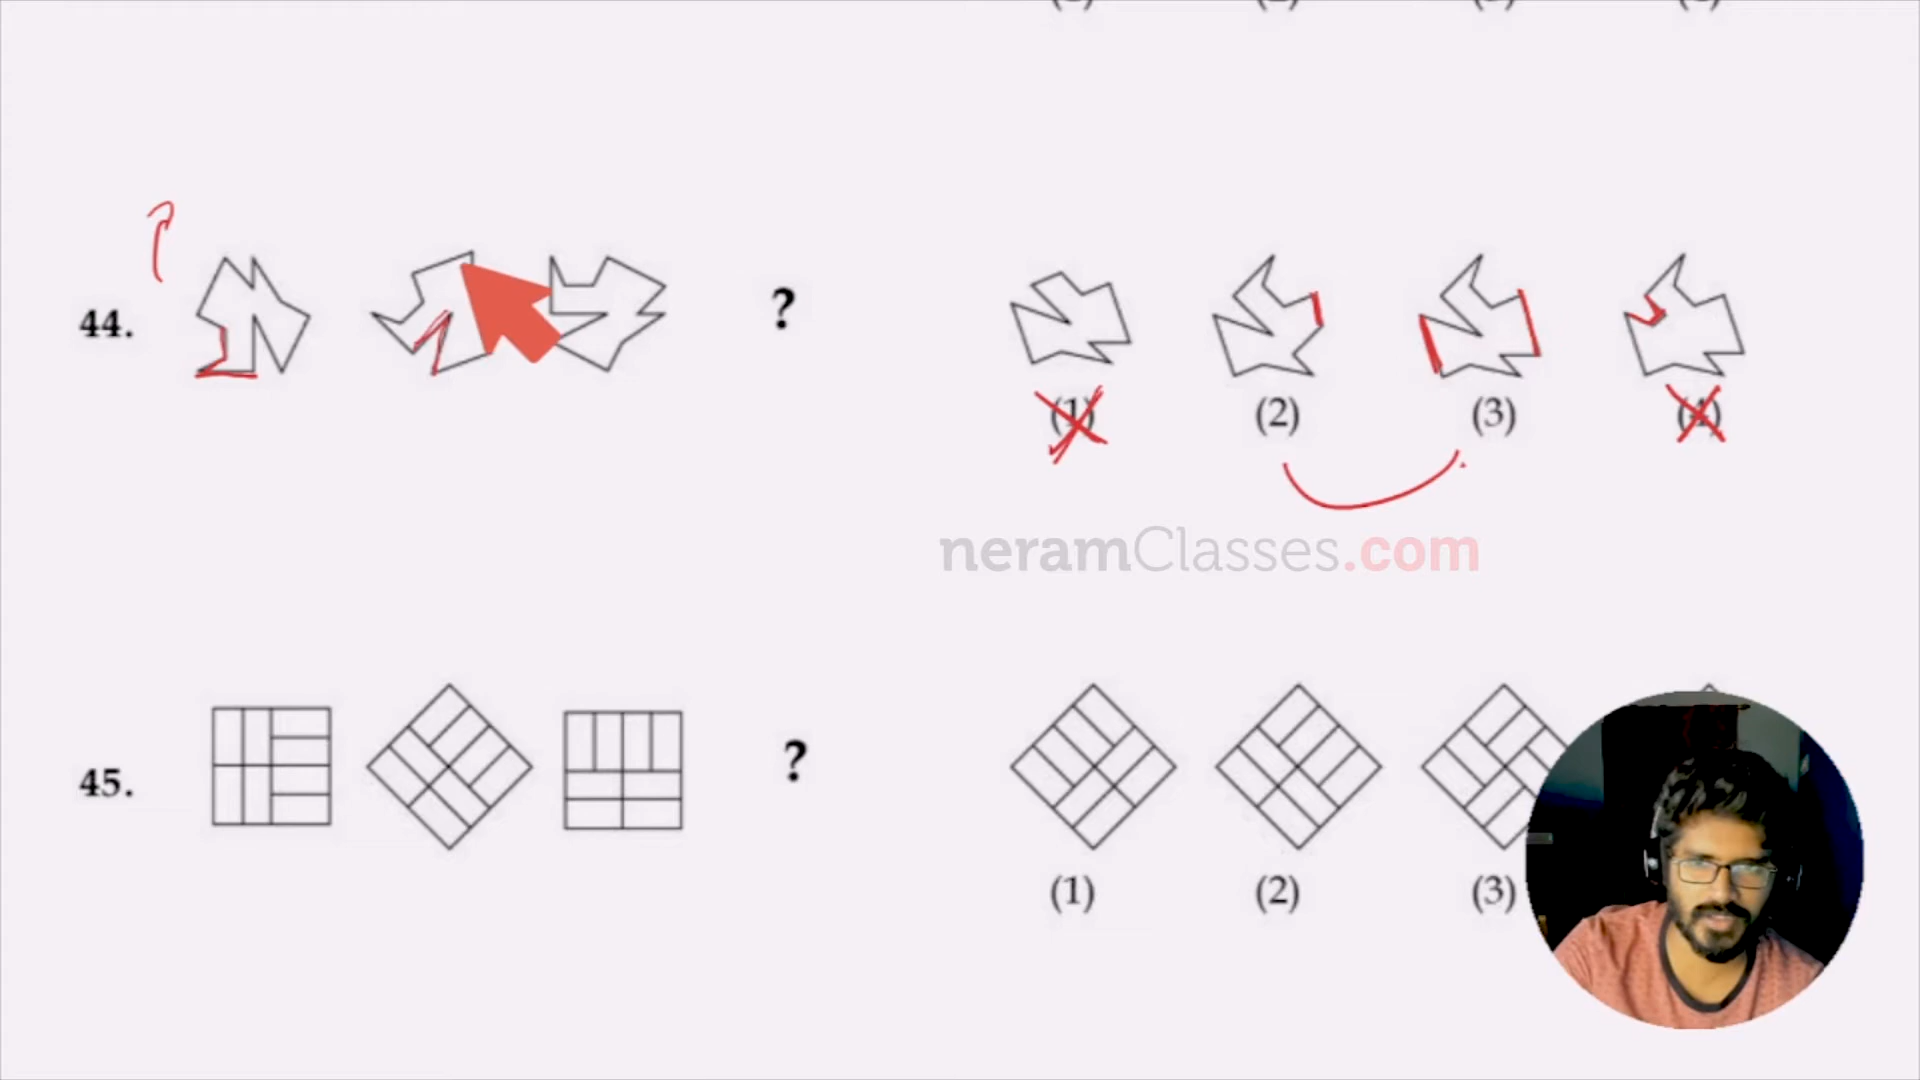 44. ?
(1) (2) (3) (4)
neramClasses.com
45. ?
(1) (2) (3)